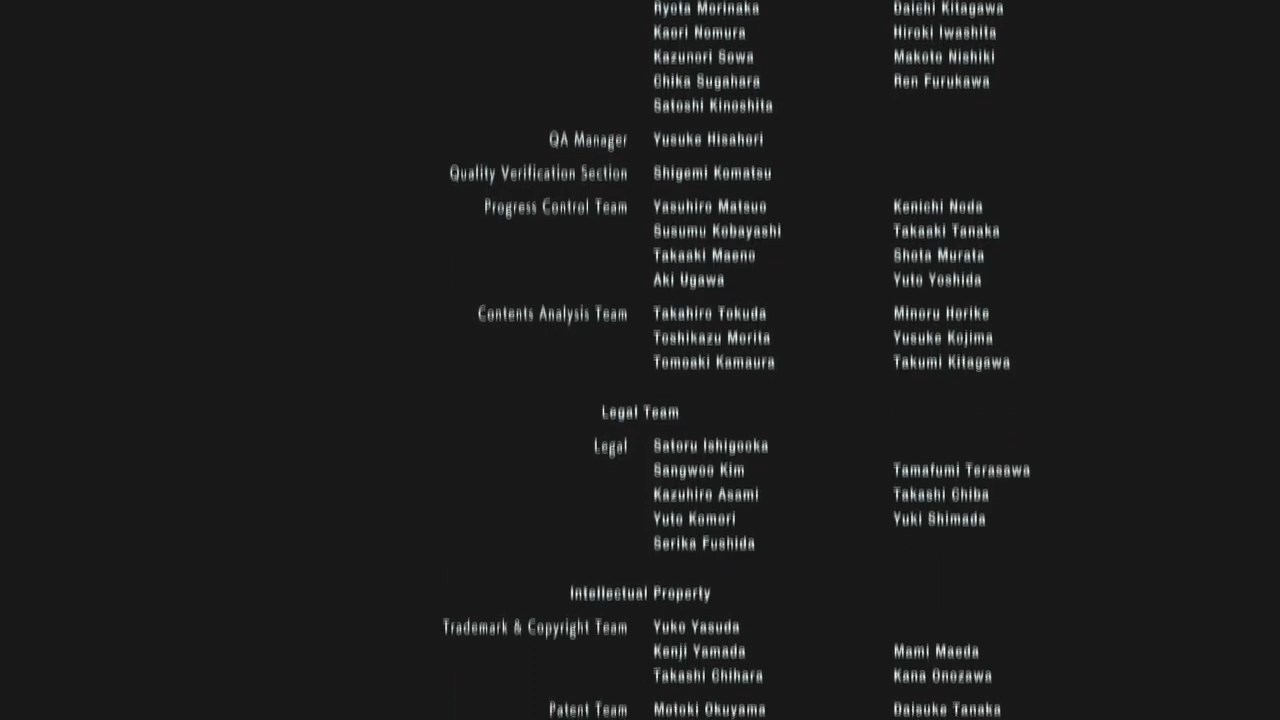 Ryota Morinaka Daichi Kitagawa
Kaori Nomura Hiroki Iwashita
Kazunori Sowa Makoto Nishiki
Chika Sugahara Ren Furukawa
Satoshi Kinoshita
QA Manager Yusuke Hisahori
Quality Verification Section Shigemi Komatsu
Progress Control Team Yasuhiro Matsuo Kenichi Noda
Susumu Kobayashi Takaaki Tanaka
Takaaki Maeno Shota Murata
Aki Ugawa Yuto Yoshida
Contents Analysis Team Takahiro Tokuda Minoru Horike
Toshikazu Morita Yusuke Kojima
Tomoaki Kamaura Takumi Kitagawa
Legal Team
Legal Satoru Ishigooka
Sangwoo Kim Tamafumi Terasawa
Kazuhiro Asami Takashi Chiba
Yuto Komori Yuki Shimada
Serika Fushida
Intellectual Property
Trademark & Copyright Team Yuko Yasuda
Kenji Yamada Mami Maeda
Takashi Chihara Kana Onozawa
Patent Team Motoki Okuyama Daisuke Tanaka